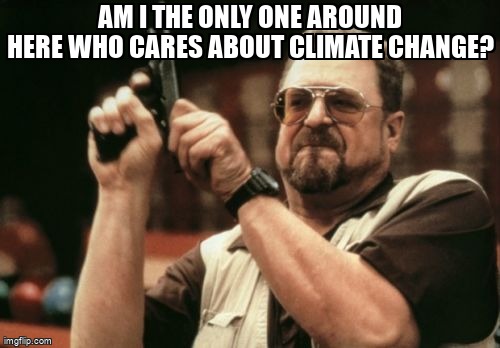 AM I THE ONLY ONE AROUND
HERE WHO CARES ABOUT CLIMATE CHANGE?
imgflip.com